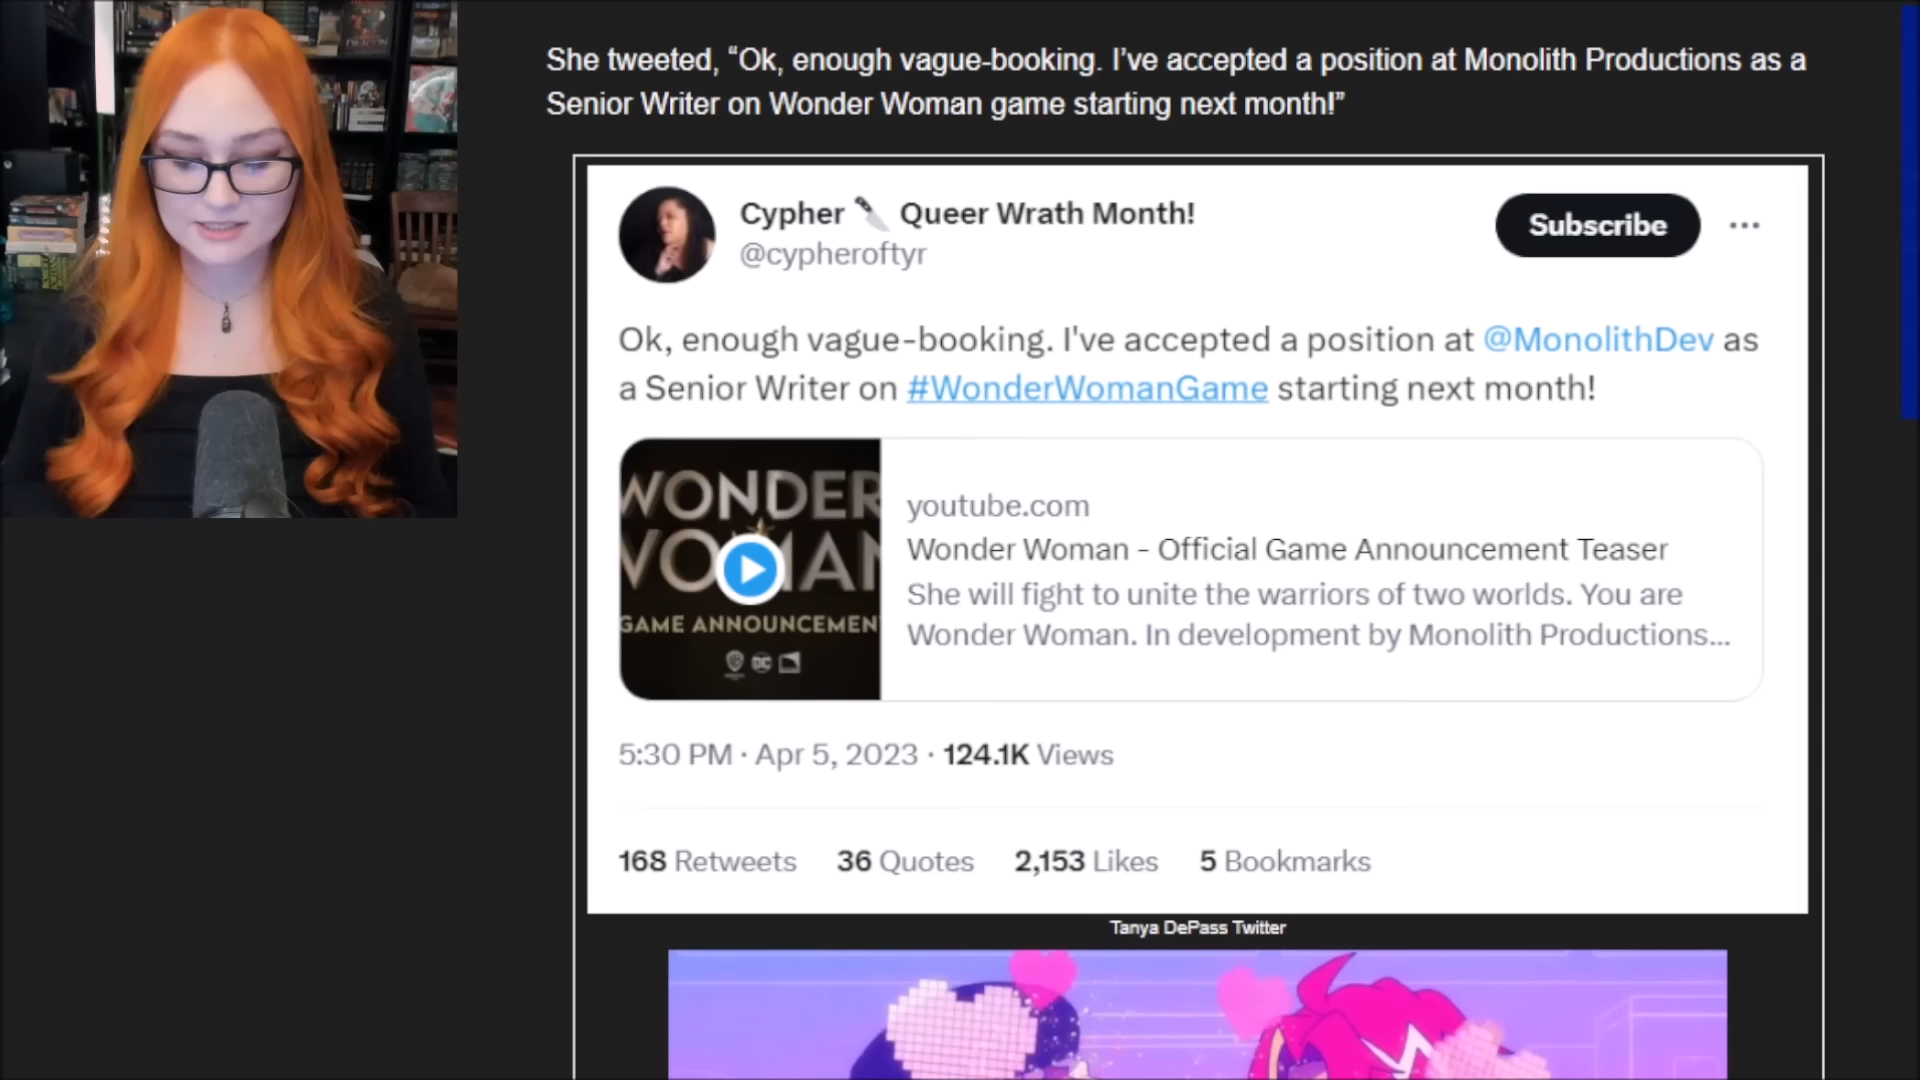 She tweeted, “Ok, enough vague-booking. I’ve accepted a position at Monolith Productions as a
Senior Writer on Wonder Woman game starting next month!”
Cypher 🔪 Queer Wrath Month!
@cypheroftyr
Subscribe
Ok, enough vague-booking. I've accepted a position at @MonolithDev as
a Senior Writer on #WonderWomanGame starting next month!
WONDER
WOMAN
GAME ANNOUNCEMEN
DC
youtube.com
Wonder Woman - Official Game Announcement Teaser
She will fight to unite the warriors of two worlds. You are
Wonder Woman. In development by Monolith Productions...
5:30 PM · Apr 5, 2023 · 124.1K Views
168 Retweets 36 Quotes 2,153 Likes 5 Bookmarks
Tanya DePass Twitter